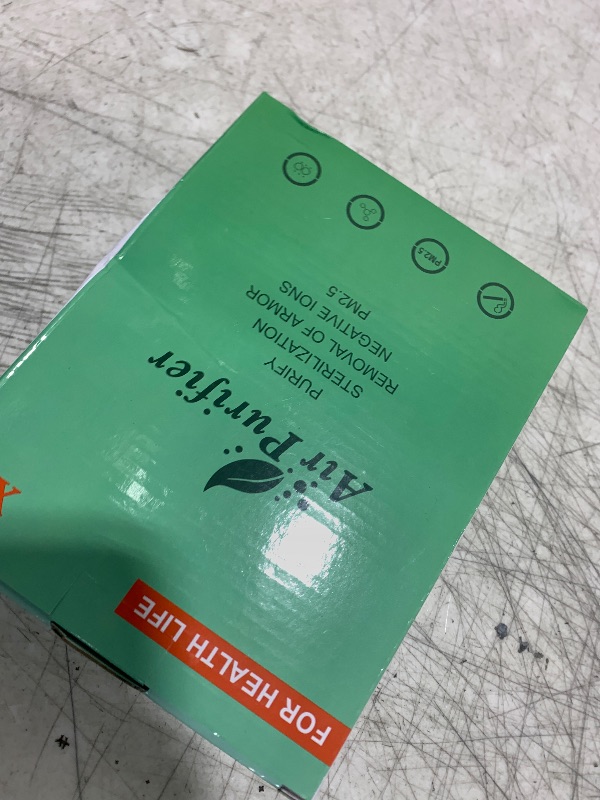 FOR HEALTH LIFE
Air Purifier
PURIFY
STERILIZATION
REMOVAL OF ARMOR
NEGATIVE IONS
PM2.5
PM2.5
X